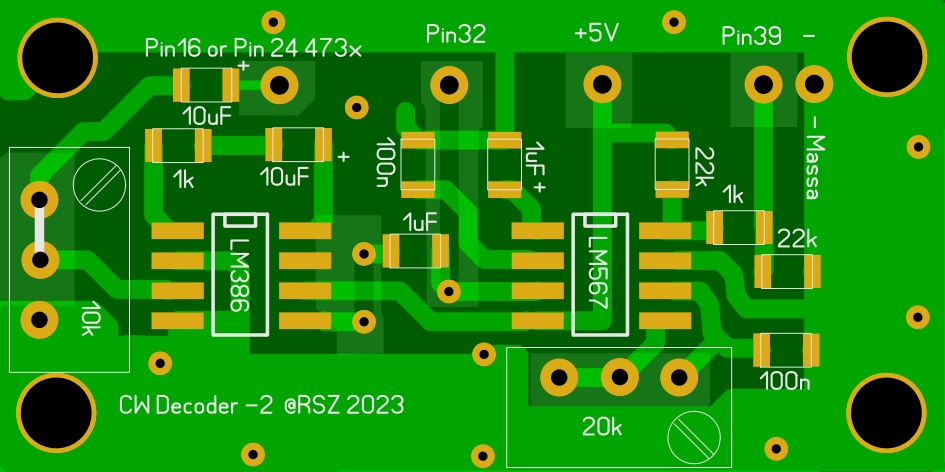 Pin16 or Pin 24 473x
Pin32
+5V
Pin39 -
+
10uF
1k
10uF
+
100n
1uF +
22k
- Massa
1k
1uF
22k
LM386
LM567
10k
100n
CW Decoder -2 @RSZ 2023
20k